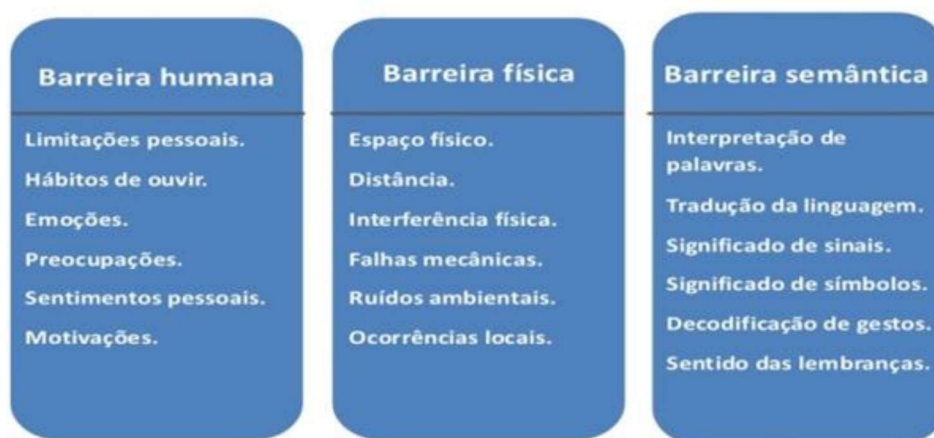 Barreira humana
Limitações pessoais.
Hábitos de ouvir.
Emoções.
Preocupações.
Sentimentos pessoais.
Motivações.
Barreira física
Espaço físico.
Distância.
Interferência física.
Falhas mecânicas.
Ruídos ambientais.
Ocorrências locais.
Barreira semântica
Interpretação de
palavras.
Tradução da linguagem.
Significado de sinais.
Significado de símbolos.
Decodificação de gestos.
Sentido das lembranças.